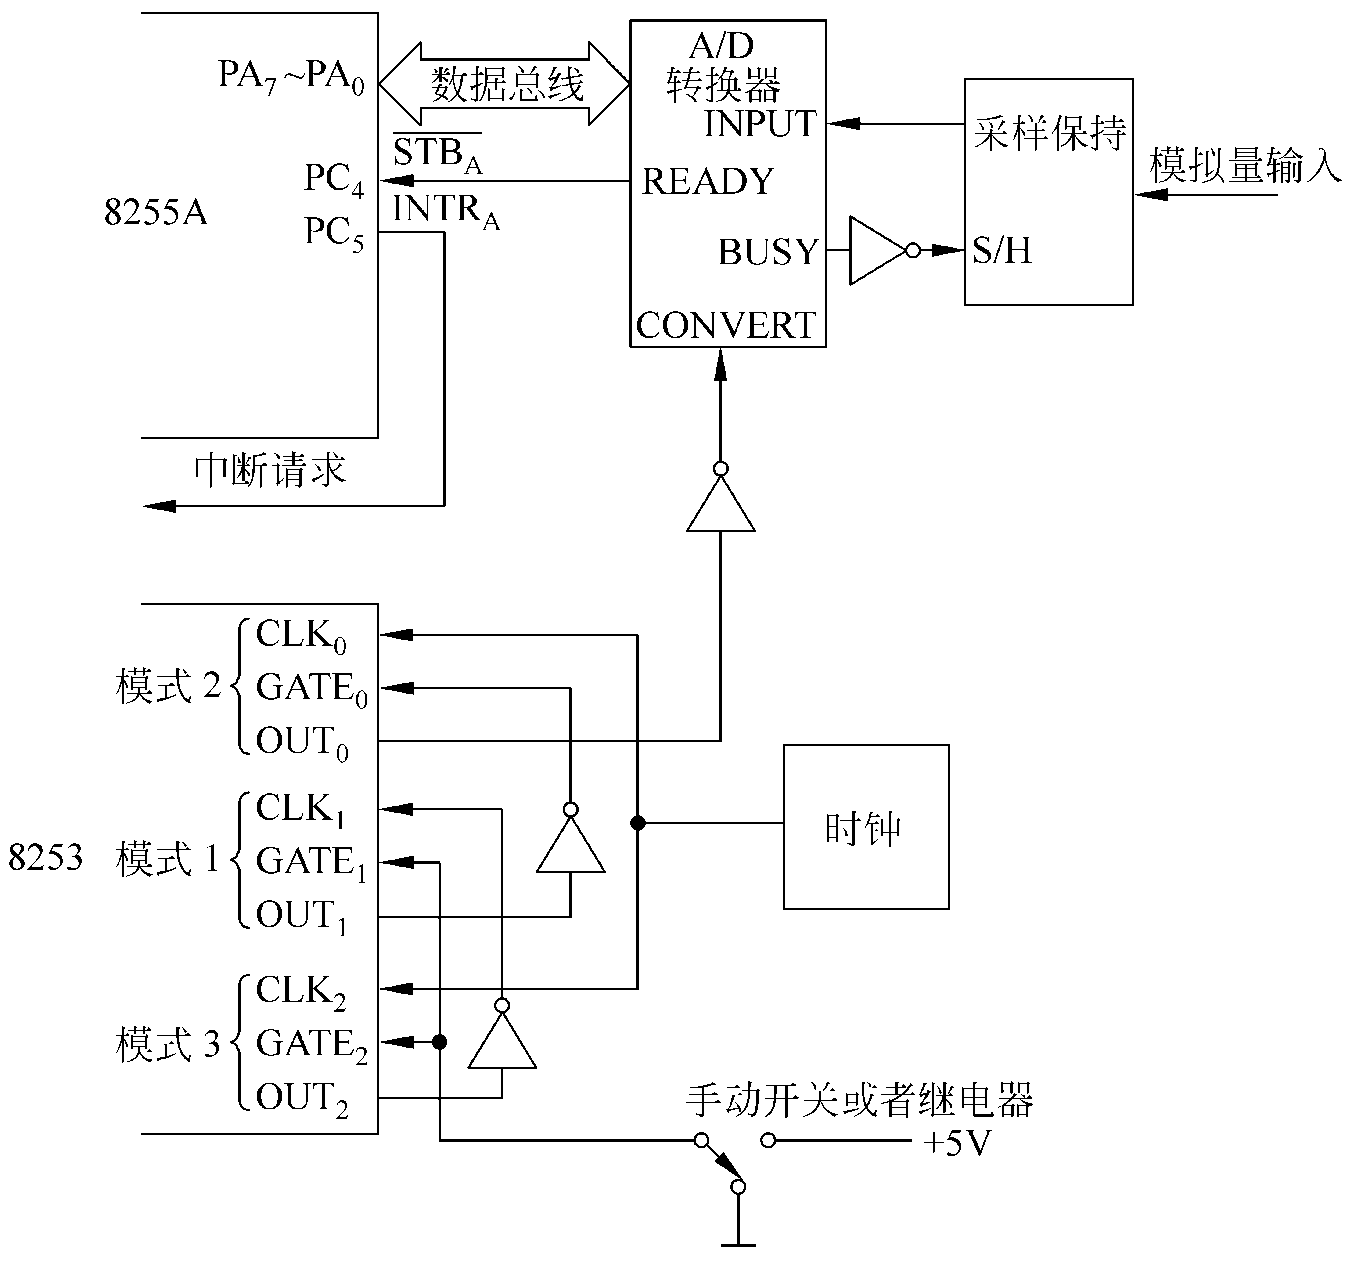 PA7~PA0
数据总线
A/D
转换器
INPUT
采样保持
模拟量输入
STBA
PC4
READY
8255A
INTRA
PC5
BUSY
S/H
CONVERT
中断请求
CLK0
模式 2
GATE0
OUT0
CLK1
8253
模式 1
GATE1
OUT1
时钟
CLK2
模式 3
GATE2
OUT2
手动开关或者继电器
+5V